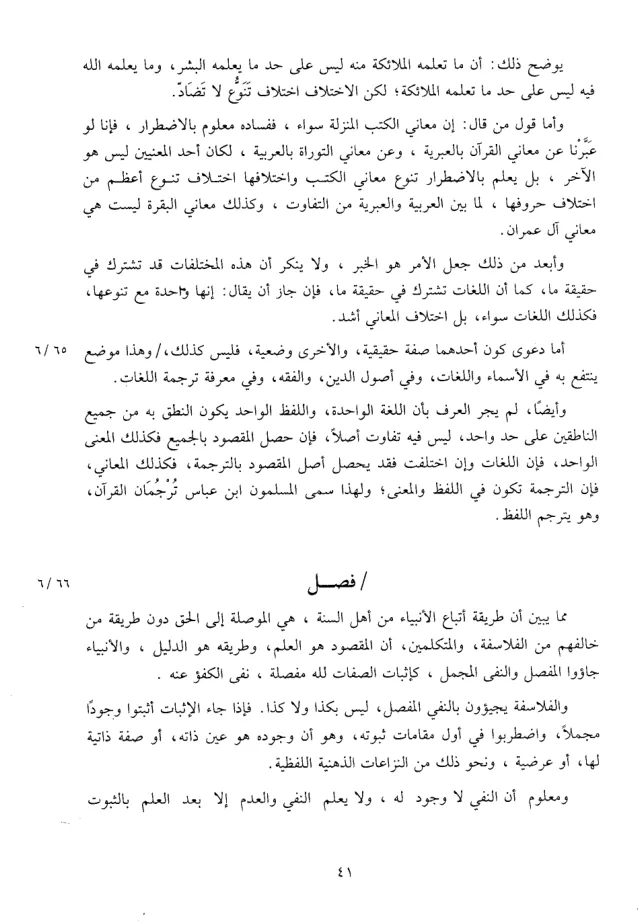 يوضح ذلك: أن ما تعلمه الملائكة منه ليس على حد ما يعلمه البشر، وما يعلمه الله
فيه ليس على حد ما تعلمه الملائكة؛ لكن الاختلاف اختلاف تَنَوُّع لا تَضَادّ.
وأما قول من قال: إن معاني الكتب المنزلة سواء ، ففساده معلوم بالاضطرار ، فإنا لو
عَبَّرْنا عن معاني القرآن بالعبرية ، وعن معاني التوراة بالعربية ، لكان أحد المعنيين ليس هو
الآخر ، بل يعلم بالاضطرار تنوع معاني الكتب واختلافها اختلاف تنوع أعظم من
اختلاف حروفها ، لما بين العربية والعبرية من التفاوت ، وكذلك معاني البقرة ليست هي
معاني آل عمران.
وأبعد من ذلك جعل الأمر هو الخبر ، ولا ينكر أن هذه المختلفات قد تشترك في
حقيقة ما، كما أن اللغات تشترك في حقيقة ما، فإن جاز أن يقال: إنها واحدة مع تنوعها،
فكذلك اللغات سواء، بل اختلاف المعاني أشد.
أما دعوى كون أحدهما صفة حقيقية، والأخرى وضعية، فليس كذلك،/ وهذا موضع ٦/٦٥
ينتفع به في الأسماء واللغات، وفي أصول الدين، والفقه، وفي معرفة ترجمة اللغات.
وأيضًا، لم يجر العرف بأن اللغة الواحدة، واللفظ الواحد يكون النطق به من جميع
الناطقين على حد واحد، ليس فيه تفاوت أصلاً، فإن حصل المقصود بالجميع فكذلك المعنى
الواحد، فإن اللغات وإن اختلفت فقد يحصل أصل المقصود بالترجمة، فكذلك المعاني،
فإن الترجمة تكون في اللفظ والمعنى؛ ولهذا سمى المسلمون ابن عباس تُرْجُمَان القرآن،
وهو يترجم اللفظ.
/ فصــل ٦/٦٦
مما يبين أن طريقة أتباع الأنبياء من أهل السنة ، هي الموصلة إلى الحق دون طريقة من
خالفهم من الفلاسفة، والمتكلمين، أن المقصود هو العلم، وطريقه هو الدليل ، والأنبياء
جاؤوا بالإثبات المفصل والنفي المجمل ، كإثبات الصفات لله مفصلة ، نفى الكفؤ عنه .
والفلاسفة يجيؤون بالنفي المفصل، ليس بكذا ولا كذا. فإذا جاء الإثبات أثبتوا وجودًا
مجملاً، واضطربوا في أول مقامات ثبوته، وهو أن وجوده هو عين ذاته، أو صفة ذاتية
لها، أو عرضية ، ونحو ذلك من النزاعات الذهنية اللفظية.
ومعلوم أن النفي لا وجود له ، ولا يعلم النفي والعدم إلا بعد العلم بالثبوت
٤١